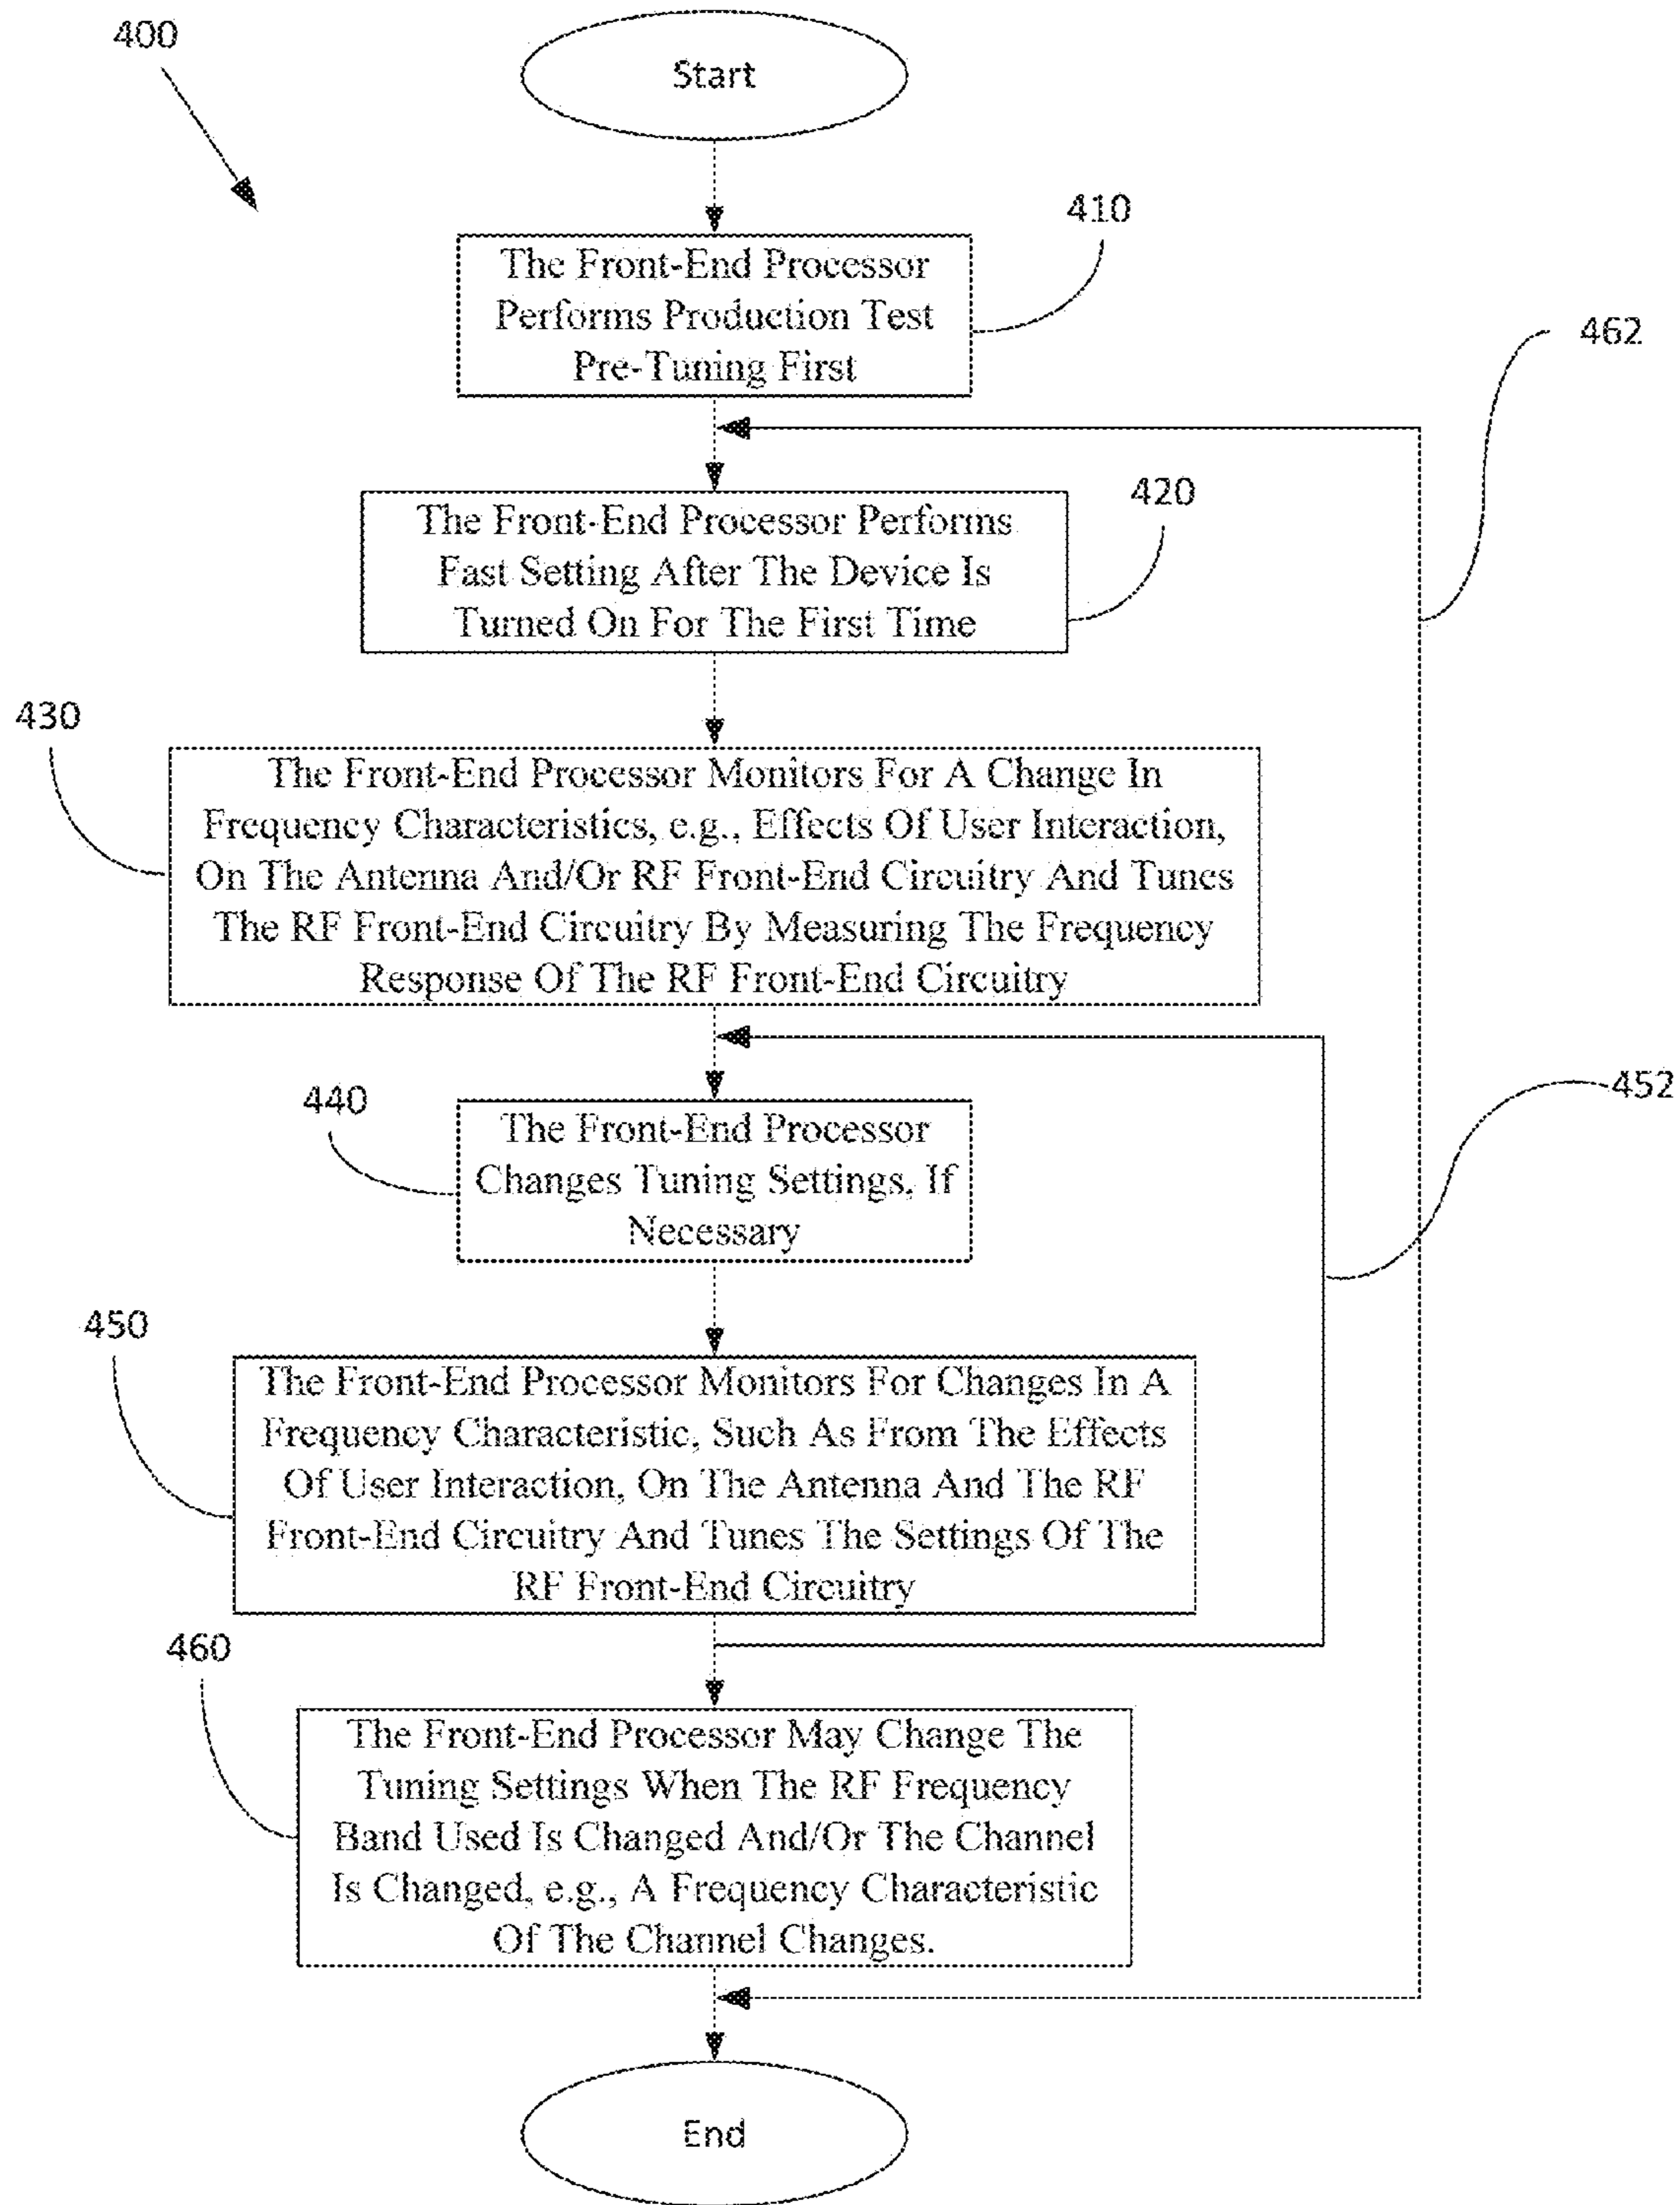 400
Start
410
The Front-End Processor
Performs Production Test
Pre-Tuning First
462
420
The Front-End Processor Performs
Fast Setting After The Device Is
Turned On For The First Time
430
The Front-End Processor Monitors For A Change In
Frequency Characteristics, e.g., Effects Of User Interaction,
On The Antenna And/Or RF Front-End Circuitry And Tunes
The RF Front-End Circuitry By Measuring The Frequency
Response Of The RF Front-End Circuitry
452
440
The Front-End Processor
Changes Tuning Settings, If
Necessary
450
The Front-End Processor Monitors For Changes In A
Frequency Characteristic, Such As From The Effects
Of User Interaction, On The Antenna And The RF
Front-End Circuitry And Tunes The Settings Of The
RF Front-End Circuitry
460
The Front-End Processor May Change The
Tuning Settings When The RF Frequency
Band Used Is Changed And/Or The Channel
Is Changed, e.g., A Frequency Characteristic
Of The Channel Changes.
End